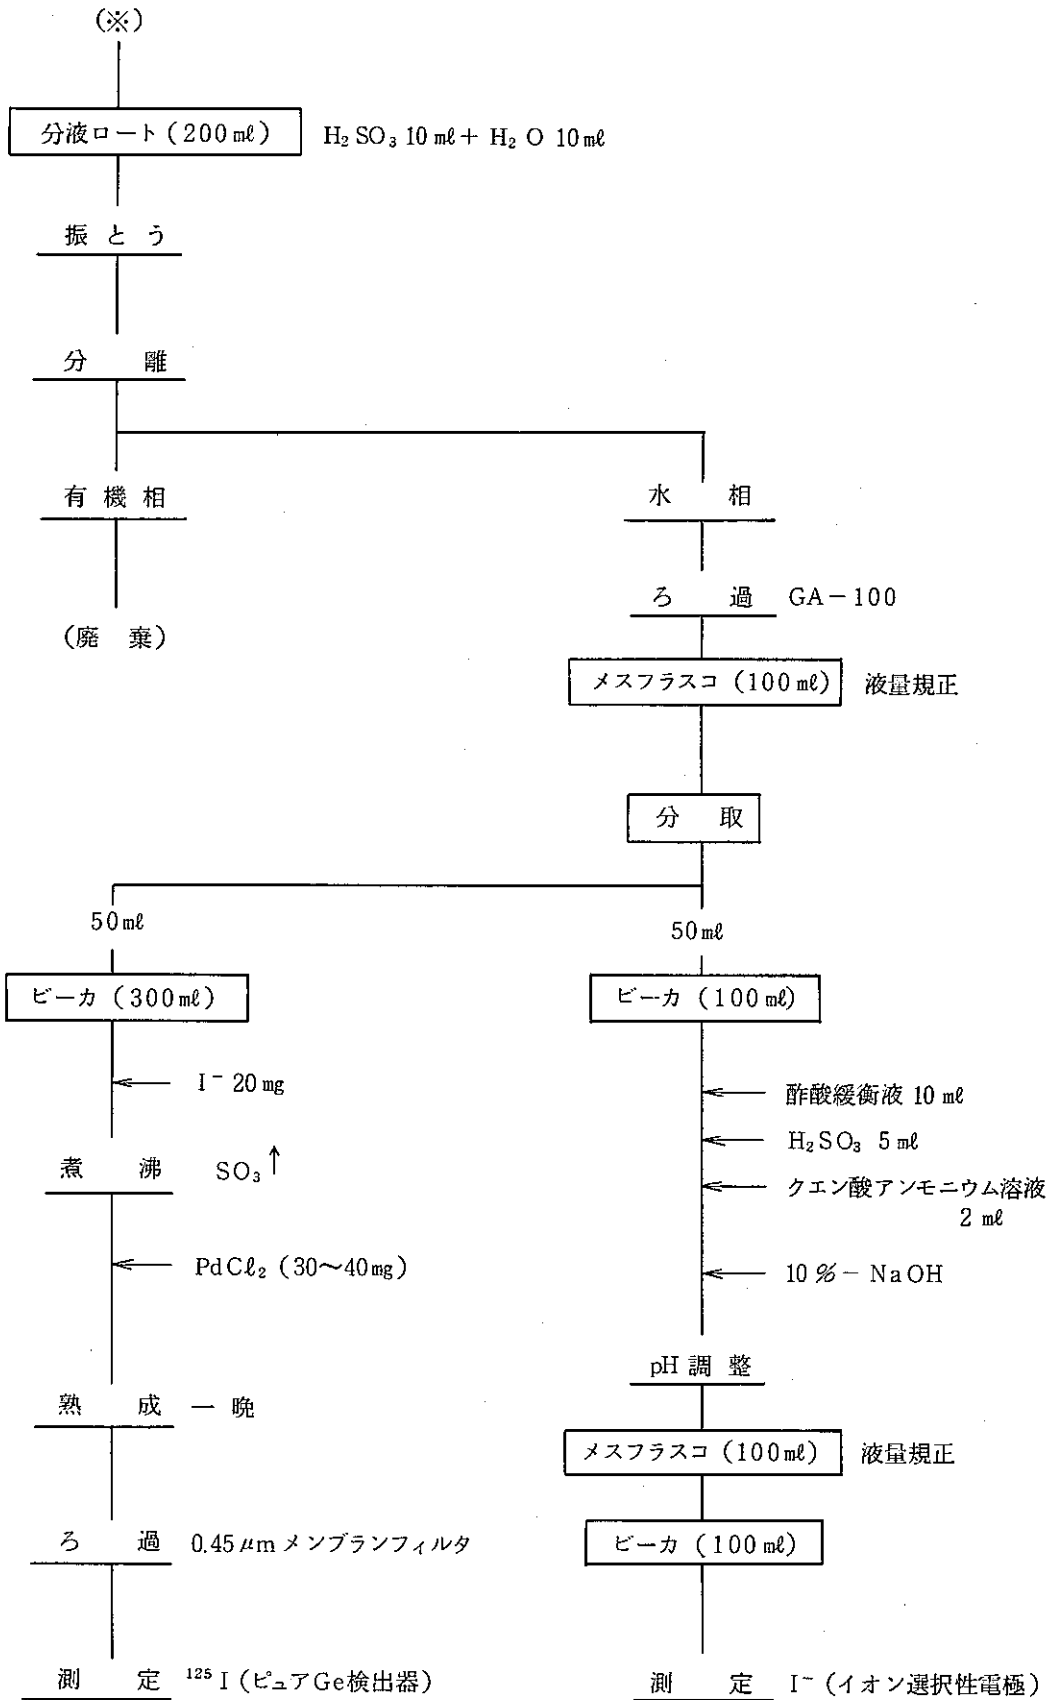 (※)
分液ロート (200㎖) H₂SO₃ 10㎖ + H₂O 10㎖
振とう
分離
有機相
水相
ろ過 GA－100
(廃棄)
メスフラスコ (100㎖) 液量規正
分取
50㎖
50㎖
ビーカ (300㎖)
ビーカ (100㎖)
I⁻ 20㎎
酢酸緩衡液 10㎖
H₂SO₃ 5㎖
煮沸 SO₃↑
クエン酸アンモニウム溶液
2㎖
PdCℓ₂ (30〜40㎎)
10%－NaOH
pH調整
熟成 一晩
メスフラスコ (100㎖) 液量規正
ろ過 0.45μmメンブランフィルタ
ビーカ (100㎖)
測定 ¹²⁵I (ピュアGe検出器)
測定 I⁻ (イオン選択性電極)